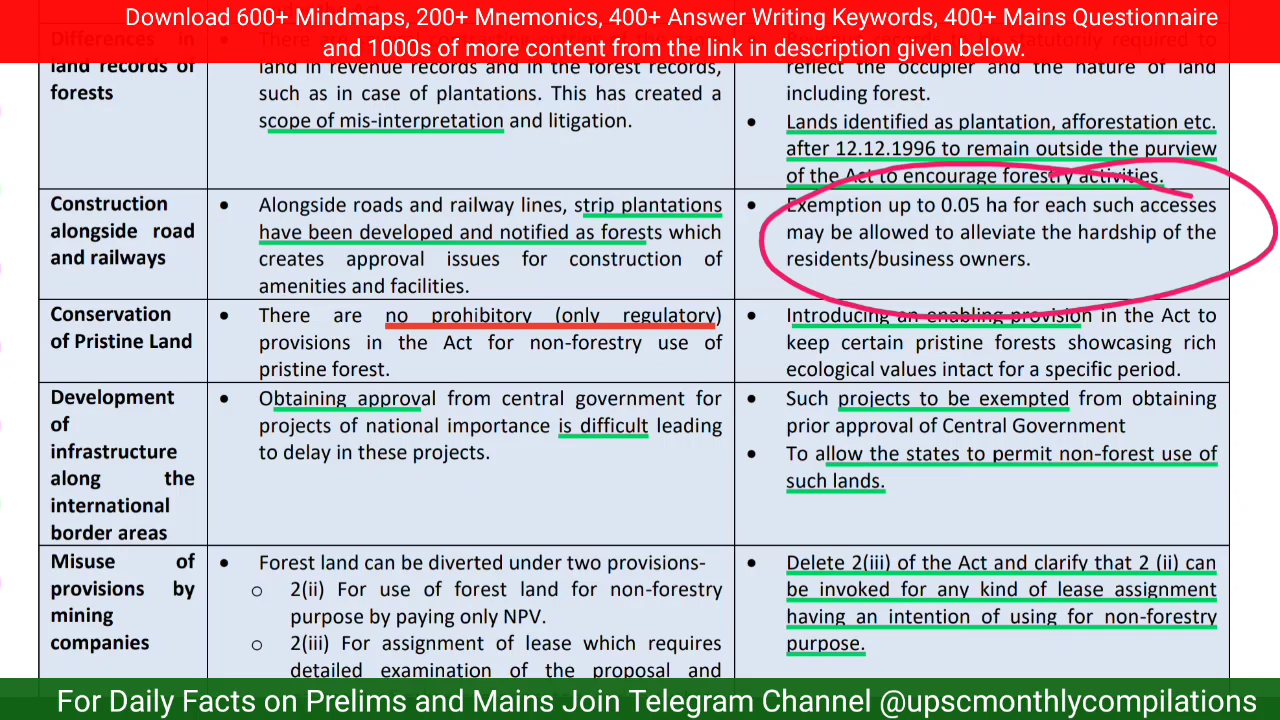 Download 600+ Mindmaps, 200+ Mnemonics, 400+ Answer Writing Keywords, 400+ Mains Questionnaire
and 1000s of more content from the link in description given below.
Differences in
land records of
forests
land in revenue records and in the forest records,
such as in case of plantations. This has created a
scope of mis-interpretation and litigation.
reflect the occupier and the nature of land
including forest.
• Lands identified as plantation, afforestation etc.
after 12.12.1996 to remain outside the purview
of the Act to encourage forestry activities.
Construction
alongside road
and railways
• Alongside roads and railway lines, strip plantations
have been developed and notified as forests which
creates approval issues for construction of
amenities and facilities.
• Exemption up to 0.05 ha for each such accesses
may be allowed to alleviate the hardship of the
residents/business owners.
Conservation
of Pristine Land
• There are no prohibitory (only regulatory)
provisions in the Act for non-forestry use of
pristine forest.
• Introducing an enabling provision in the Act to
keep certain pristine forests showcasing rich
ecological values intact for a specific period.
Development
of
infrastructure
along the
international
border areas
• Obtaining approval from central government for
projects of national importance is difficult leading
to delay in these projects.
• Such projects to be exempted from obtaining
prior approval of Central Government
• To allow the states to permit non-forest use of
such lands.
Misuse of
provisions by
mining
companies
• Forest land can be diverted under two provisions-
o 2(ii) For use of forest land for non-forestry
purpose by paying only NPV.
o 2(iii) For assignment of lease which requires
detailed examination of the proposal and
• Delete 2(iii) of the Act and clarify that 2 (ii) can
be invoked for any kind of lease assignment
having an intention of using for non-forestry
purpose.
For Daily Facts on Prelims and Mains Join Telegram Channel @upscmonthlycompilations